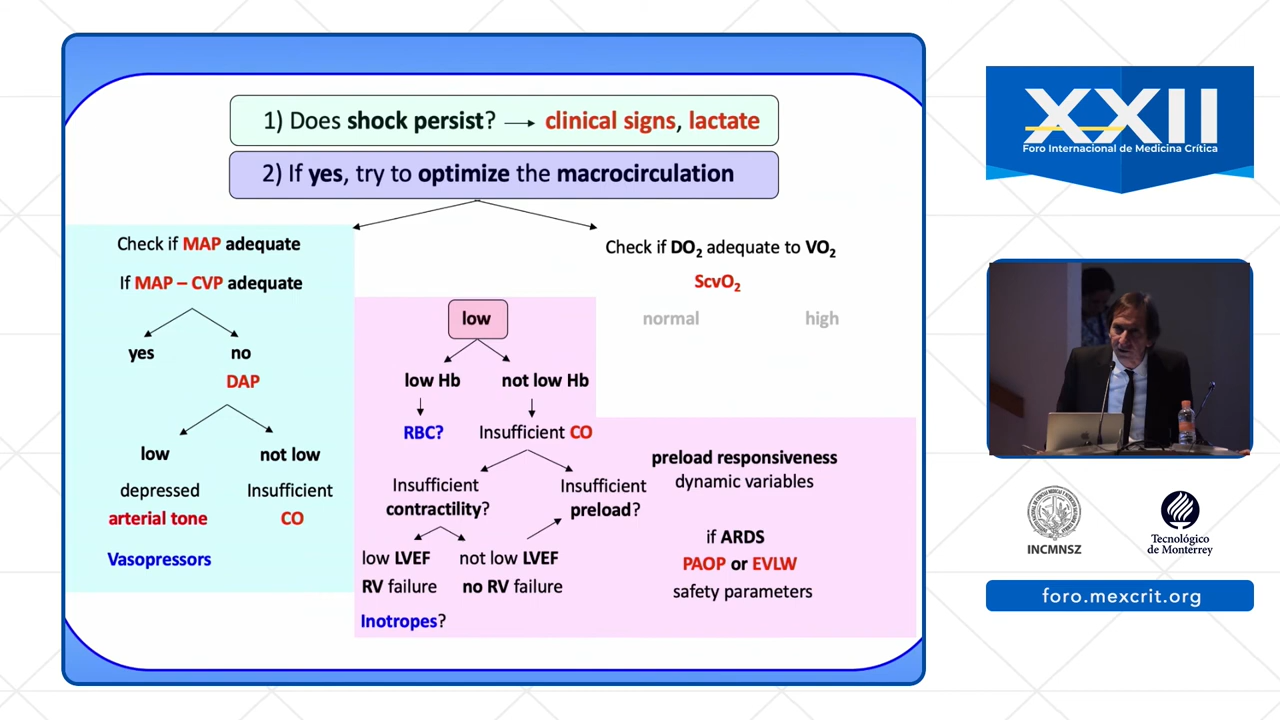 1) Does shock persist? → clinical signs, lactate
2) If yes, try to optimize the macrocirculation
Check if MAP adequate
If MAP – CVP adequate
yes
no
DAP
low
not low
depressed
arterial tone
Insufficient
CO
Vasopressors
Check if DO₂ adequate to VO₂
ScvO₂
low
normal
high
low Hb
not low Hb
RBC?
Insufficient CO
Insufficient
contractility?
Insufficient
preload?
low LVEF
RV failure
not low LVEF
no RV failure
Inotropes?
preload responsiveness
dynamic variables
if ARDS
PAOP or EVLW
safety parameters
XXII
Foro Internacional de Medicina Crítica
INCMNSZ
Tecnológico
de Monterrey
foro.mexcrit.org